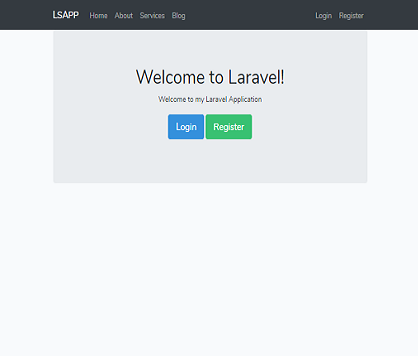 LSAPP Home About Services Blog Login Register
Welcome to Laravel!
Welcome to my Laravel Application
Login Register